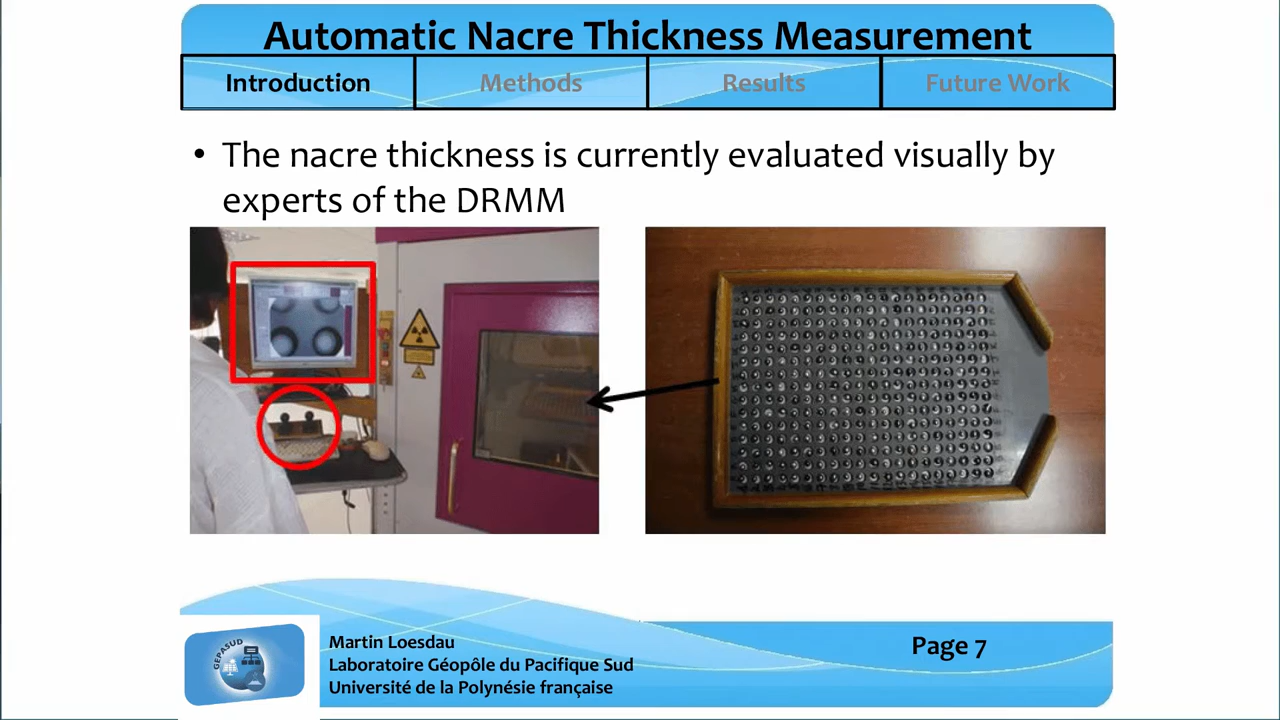 Automatic Nacre Thickness Measurement
Introduction
Methods
Results
Future Work
• The nacre thickness is currently evaluated visually by
experts of the DRMM
GEPASUD
Martin Loesdau
Laboratoire Géopôle du Pacifique Sud
Université de la Polynésie française
Page 7